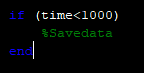 if (time<1000)
%Savedata
end